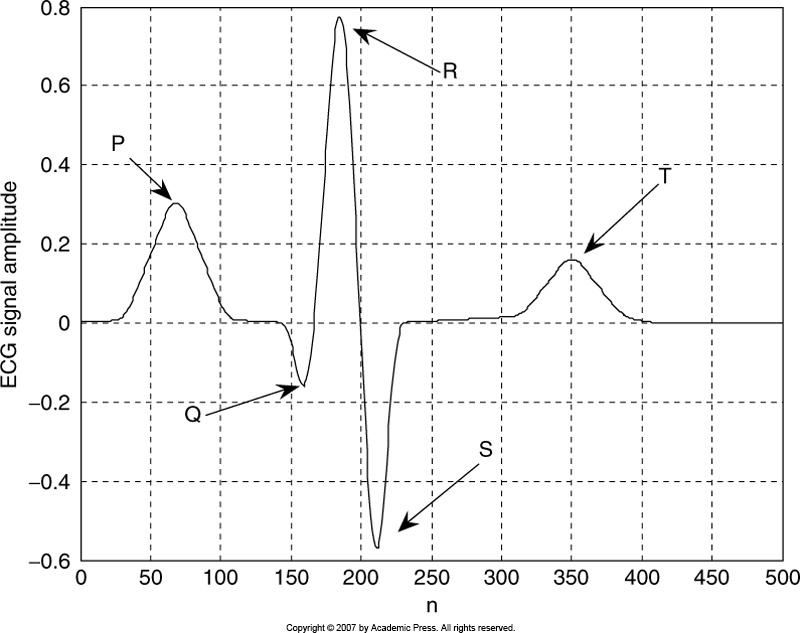 0.8
R
0.6
P
0.4
T
0.2
ECG signal amplitude
0
−0.2
Q
S
−0.4
−0.6
0 50 100 150 200 250 300 350 400 450 500
n
Copyright © 2007 by Academic Press. All rights reserved.